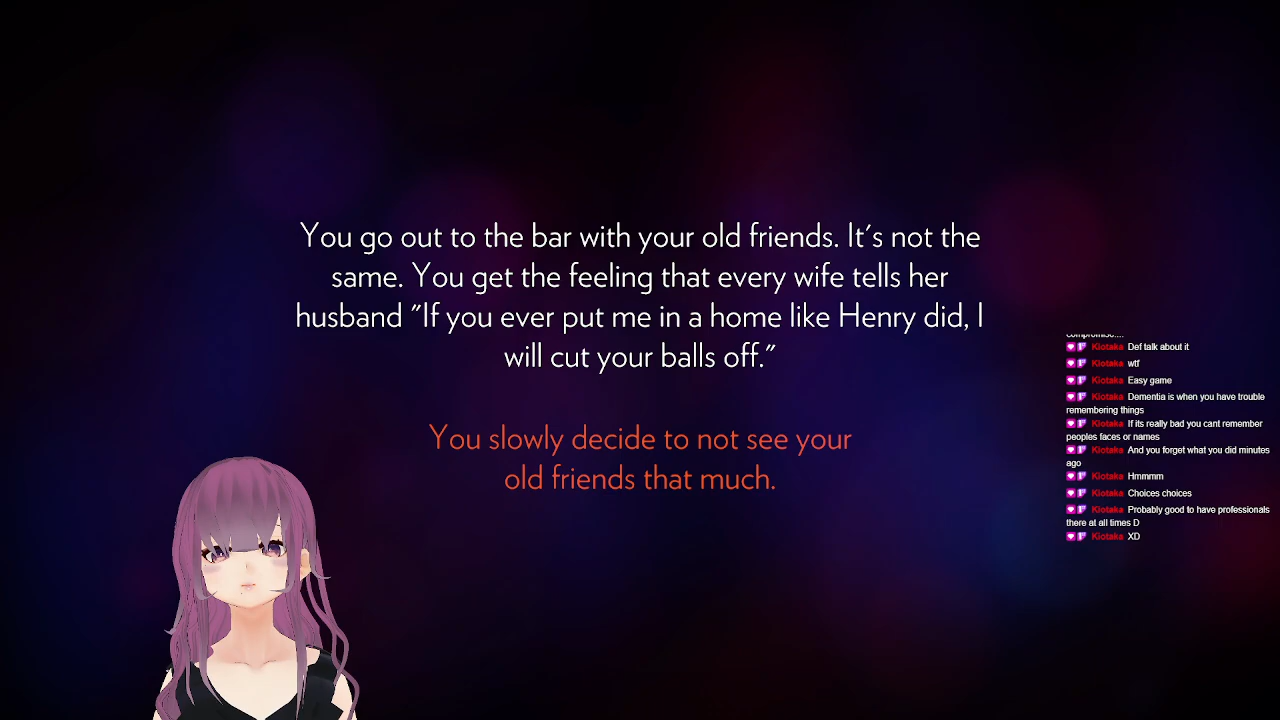 You go out to the bar with your old friends. It's not the
same. You get the feeling that every wife tells her
husband "If you ever put me in a home like Henry did, I
will cut your balls off."
You slowly decide to not see your
old friends that much.
Kiotaka Def talk about it
Kiotaka wtf
Kiotaka Easy game
Kiotaka Dementia is when you have trouble
remembering things
Kiotaka If its really bad you cant remember
peoples faces or names
Kiotaka And you forget what you did minutes
ago
Kiotaka Hmmmm
Kiotaka Choices choices
Kiotaka Probably good to have professionals
there at all times D
Kiotaka XD